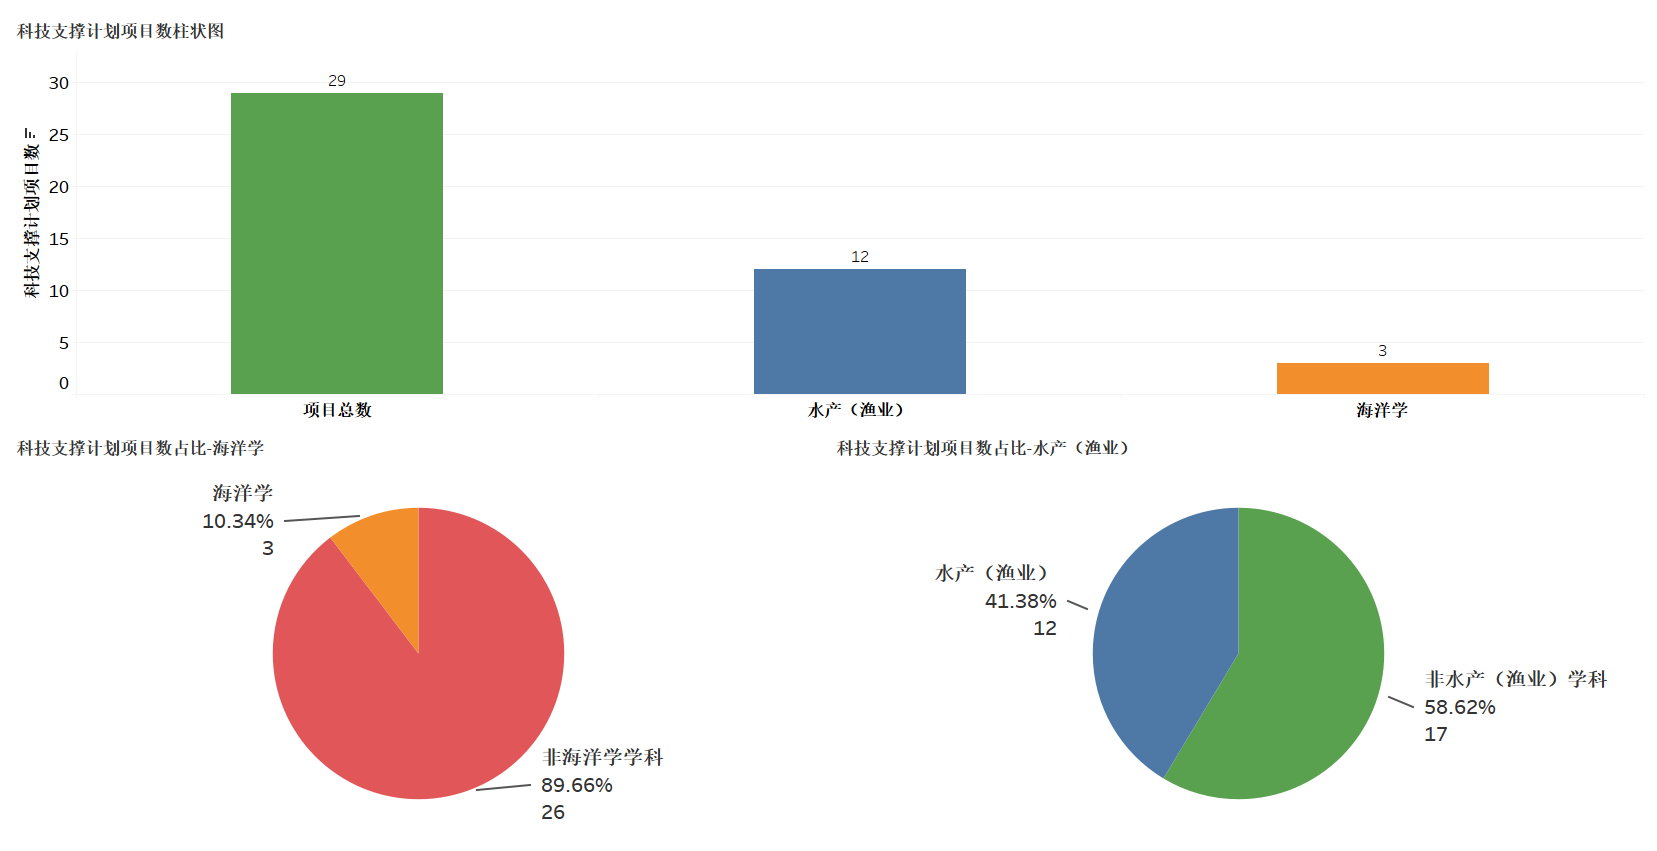 科技支撑计划项目数柱状图
科技支撑计划项目数
30
25
20
15
10
5
0
29
12
3
项目总数
水产（渔业）
海洋学
科技支撑计划项目数占比-海洋学
海洋学
10.34%
3
非海洋学学科
89.66%
26
科技支撑计划项目数占比-水产（渔业）
水产（渔业）
41.38%
12
非水产（渔业）学科
58.62%
17